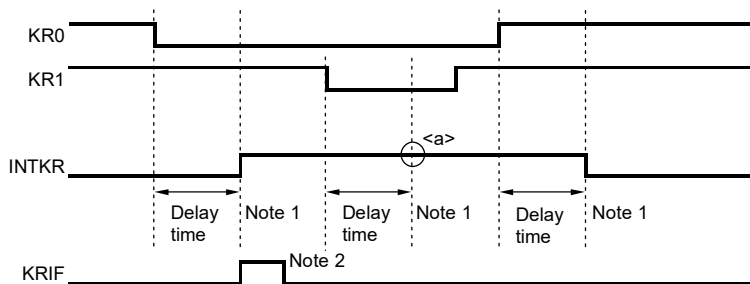 KR0
KR1
<a>
INTKR
Delay time
Note 1
Delay time
Note 1
Delay time
Note 1
Note 2
KRIF